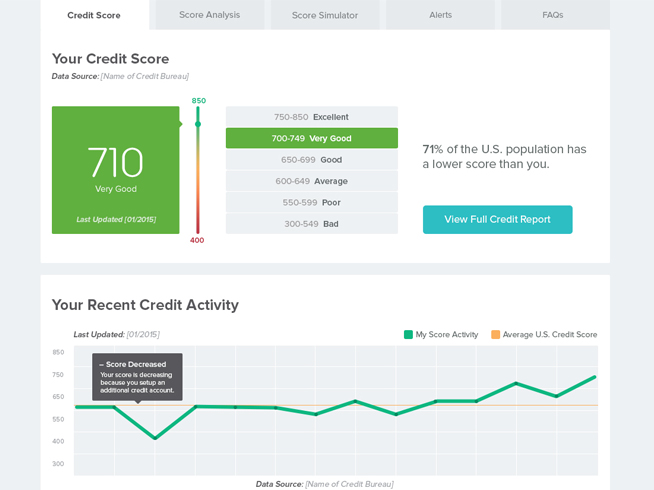 Credit Score
Score Analysis
Score Simulator
Alerts
FAQs
Your Credit Score
Data Source: [Name of Credit Bureau]
850
710
Very Good
Last Updated [01/2015]
400
750-850 Excellent
700-749 Very Good
650-699 Good
600-649 Average
550-599 Poor
300-549 Bad
71% of the U.S. population has
a lower score than you.
View Full Credit Report
Your Recent Credit Activity
Last Updated: [01/2015]
My Score Activity
Average U.S. Credit Score
850
750
650
550
400
300
– Score Decreased
Your score is decreasing
because you setup an
additional credit account.
Data Source: [Name of Credit Bureau]